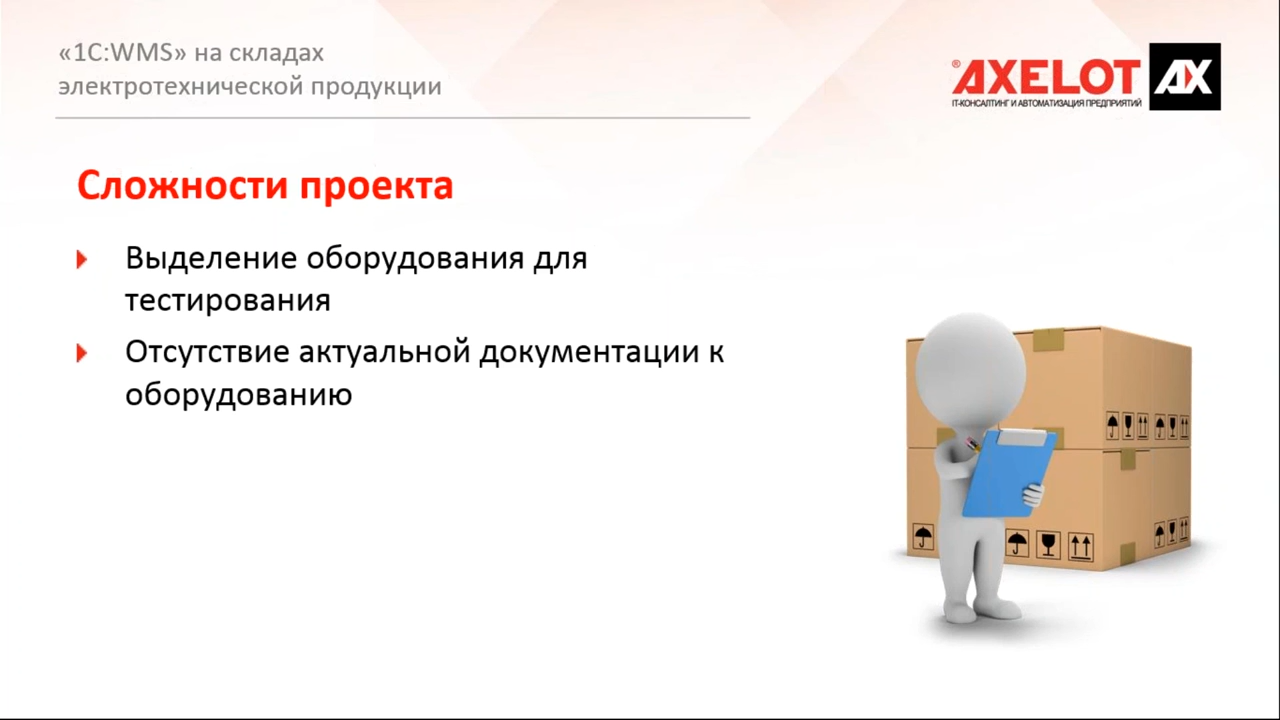 «1С:WMS» на складах
электротехнической продукции
®AXELOT AX
IT-КОНСАЛТИНГ И АВТОМАТИЗАЦИЯ ПРЕДПРИЯТИЙ
Сложности проекта
Выделение оборудования для
тестирования
Отсутствие актуальной документации к
оборудованию